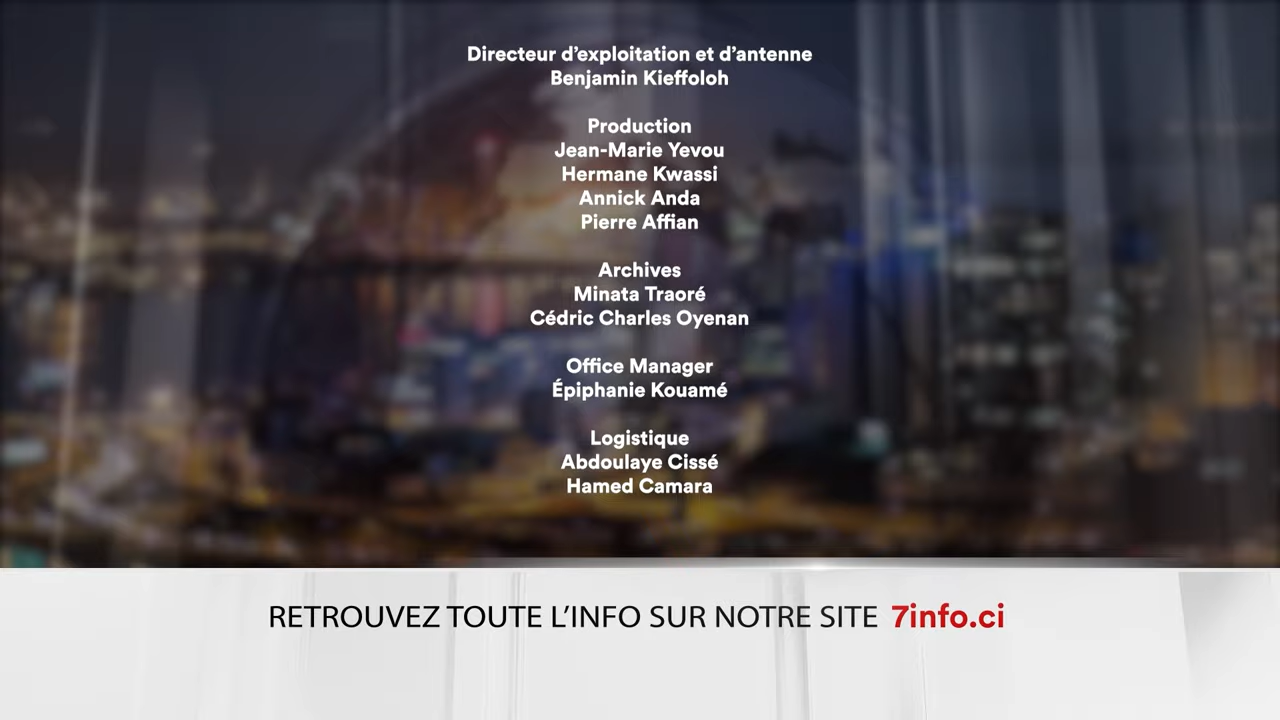 Directeur d’exploitation et d’antenne
Benjamin Kieffoloh
Production
Jean-Marie Yevou
Hermane Kwassi
Annick Anda
Pierre Affian
Archives
Minata Traoré
Cédric Charles Oyenan
Office Manager
Épiphanie Kouamé
Logistique
Abdoulaye Cissé
Hamed Camara
RETROUVEZ TOUTE L’INFO SUR NOTRE SITE 7info.ci